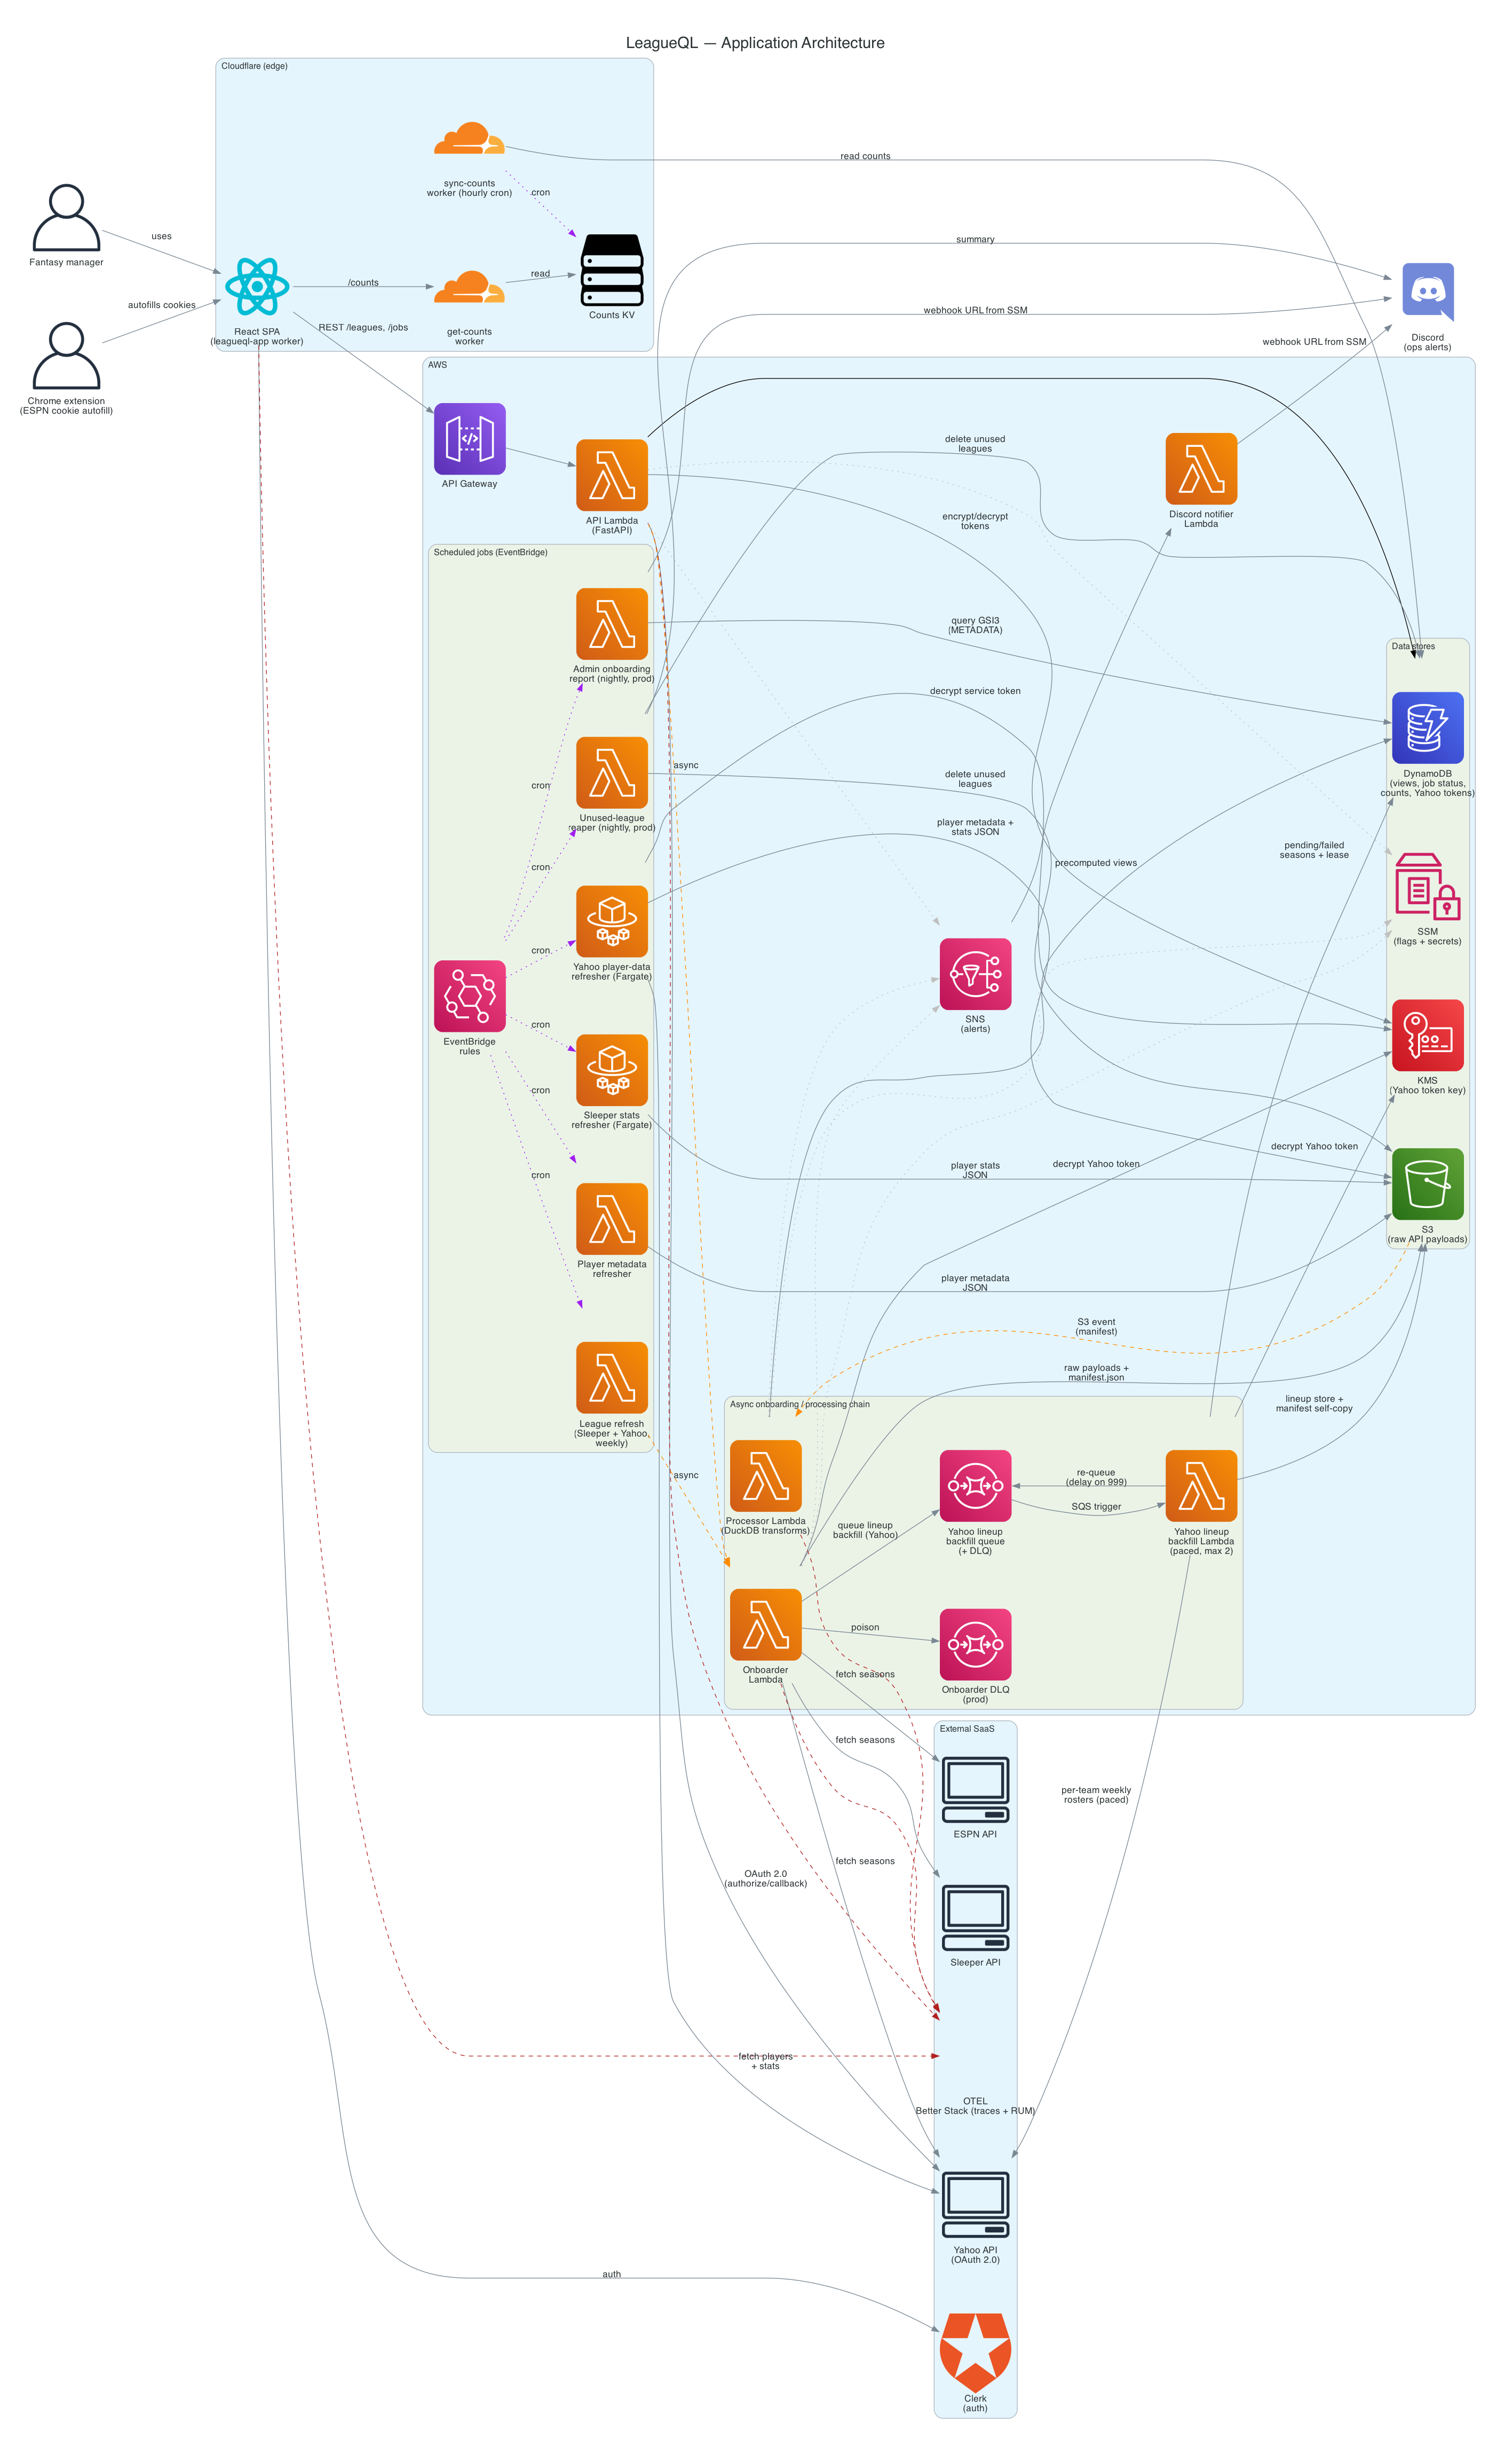 LeagueQL — Application Architecture
Cloudflare (edge)
sync-counts
worker (hourly cron)
cron
read counts
Fantasy manager
uses
Chrome extension
(ESPN cookie autofill)
autofills cookies
React SPA
(leagueql-app worker)
/counts
get-counts
worker
read
Counts KV
REST /leagues, /jobs
summary
webhook URL from SSM
webhook URL from SSM
Discord
(ops alerts)
AWS
API Gateway
API Lambda
(FastAPI)
delete unused
leagues
encrypt/decrypt
tokens
Discord notifier
Lambda
Scheduled jobs (EventBridge)
Admin onboarding
report (nightly, prod)
query GSI3
(METADATA)
decrypt service token
Unused-league
reaper (nightly, prod)
async
delete unused
leagues
player metadata +
stats JSON
precomputed views
pending/failed
seasons + lease
cron
cron
cron
cron
cron
cron
EventBridge
rules
Yahoo player-data
refresher (Fargate)
Sleeper stats
refresher (Fargate)
Player metadata
refresher
League refresh
(Sleeper + Yahoo,
weekly)
SNS
(alerts)
Data stores
DynamoDB
(views, job status,
counts, Yahoo tokens)
SSM
(flags + secrets)
KMS
(Yahoo token key)
S3
(raw API payloads)
decrypt Yahoo token
decrypt Yahoo token
player stats
JSON
player metadata
JSON
S3 event
(manifest)
raw payloads +
manifest.json
lineup store +
manifest self-copy
async
Async onboarding / processing chain
Processor Lambda
(DuckDB transforms)
queue lineup
backfill (Yahoo)
Yahoo lineup
backfill queue
(+ DLQ)
re-queue
(delay on 999)
SQS trigger
Yahoo lineup
backfill Lambda
(paced, max 2)
Onboarder
Lambda
poison
Onboarder DLQ
(prod)
fetch seasons
fetch seasons
fetch seasons
External SaaS
ESPN API
Sleeper API
per-team weekly
rosters (paced)
OAuth 2.0
(authorize/callback)
fetch players
+ stats
OTEL
Better Stack (traces + RUM)
Yahoo API
(OAuth 2.0)
auth
Clerk
(auth)